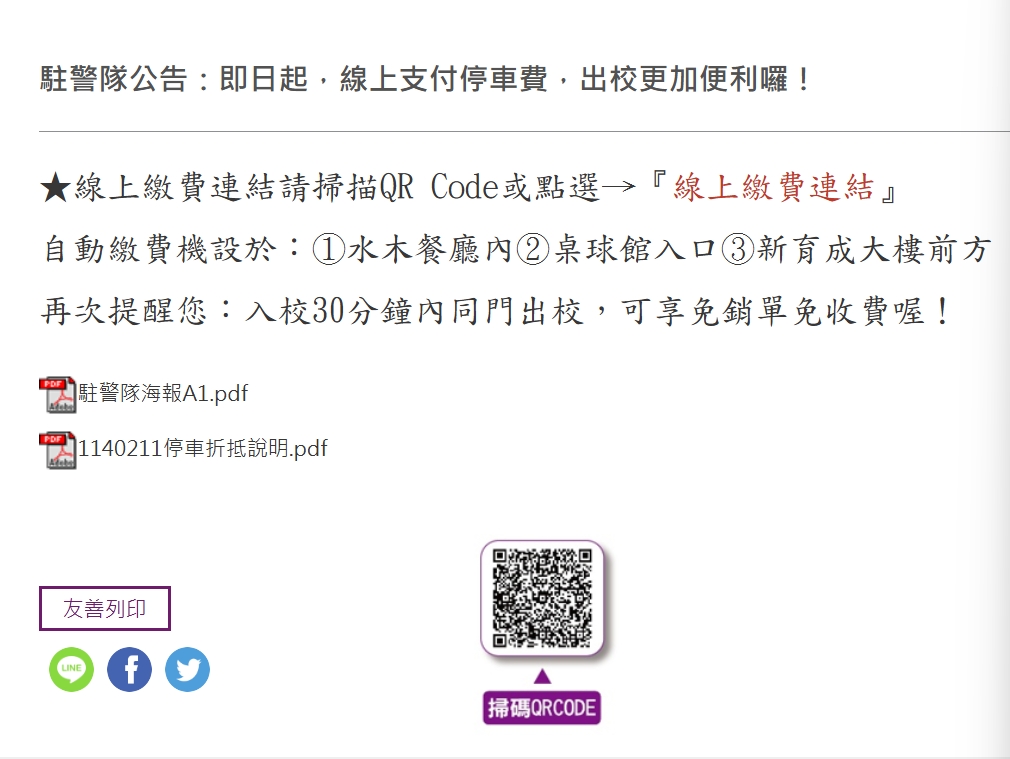 駐警隊公告：即日起，線上支付停車費，出校更加便利囉！
★線上繳費連結請掃描QR Code或點選→『線上繳費連結』
自動繳費機設於：①水木餐廳內②桌球館入口③新育成大樓前方
再次提醒您：入校30分鐘內同門出校，可享免銷單免收費喔！
PDF Adobe 駐警隊海報A1.pdf
PDF Adobe 1140211停車折抵說明.pdf
友善列印
LINE
掃碼QRCODE